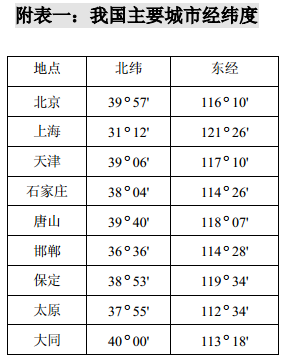 附表一：我国主要城市经纬度
地点 北纬 东经
北京 39°57' 116°10'
上海 31°12' 121°26'
天津 39°06' 117°10'
石家庄 38°04' 114°26'
唐山 39°40' 118°07'
邯郸 36°36' 114°28'
保定 38°53' 119°34'
太原 37°55' 112°34'
大同 40°00' 113°18'